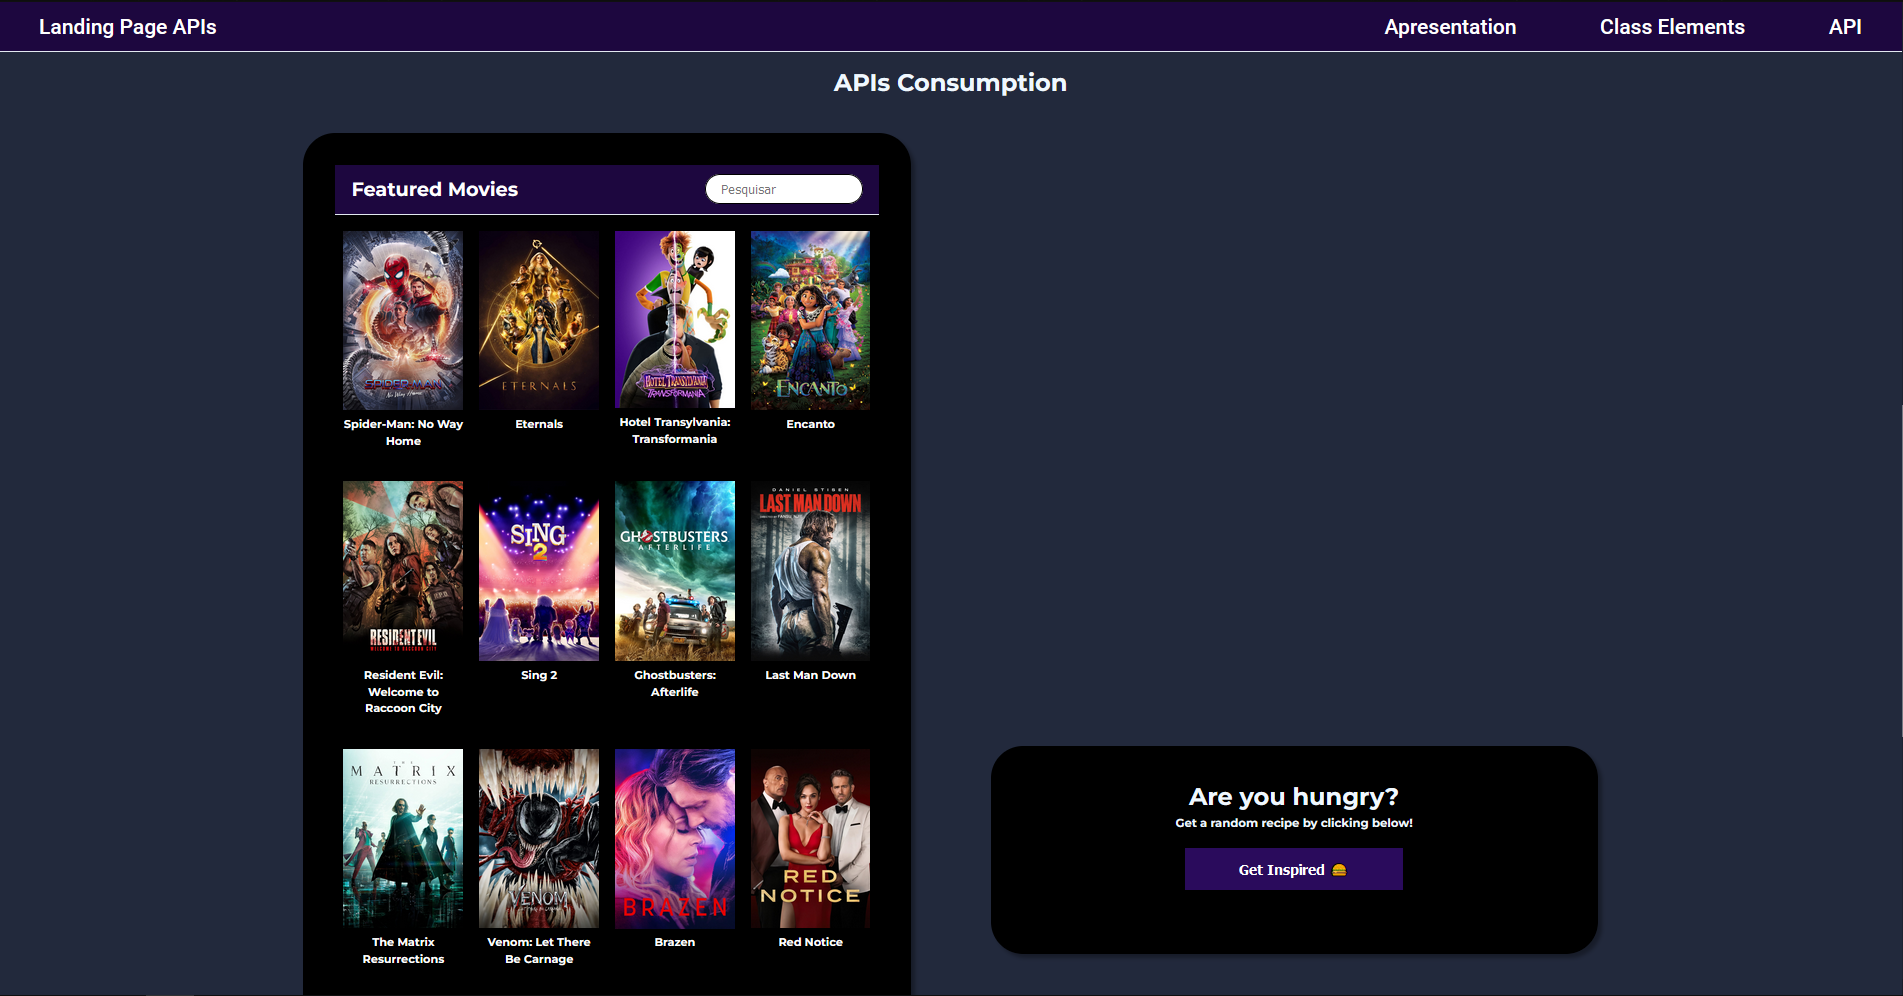 Landing Page APIs
Apresentation
Class Elements
API
APIs Consumption
Featured Movies
Pesquisar
SPIDER-MAN
No Way Home
ETERNALS
HOTEL TRANSYLVANIA
TRANSFORMANIA
ENCANTO
Spider-Man: No Way
Home
Eternals
Hotel Transylvania:
Transformania
Encanto
RESIDENT EVIL
WELCOME TO RACCOON CITY
SING
2
GHOSTBUSTERS
AFTERLIFE
DANIEL STISEN
LAST MAN DOWN
Resident Evil:
Welcome to
Raccoon City
Sing 2
Ghostbusters:
Afterlife
Last Man Down
THE
MATRIX
RESURRECTIONS
VENOM
BRAZEN
RED
NOTICE
The Matrix
Resurrections
Venom: Let There
Be Carnage
Brazen
Red Notice
Are you hungry?
Get a random recipe by clicking below!
Get Inspired 🍔